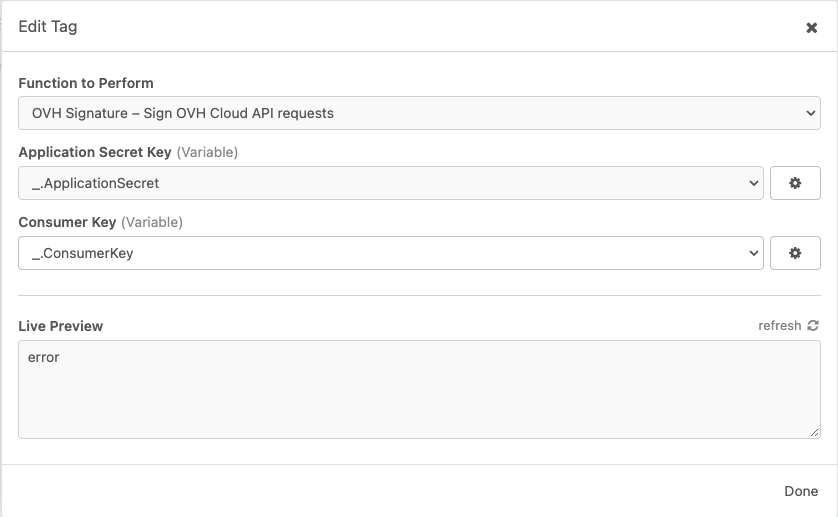 Edit Tag
Function to Perform
OVH Signature – Sign OVH Cloud API requests
Application Secret Key (Variable)
_.ApplicationSecret
Consumer Key (Variable)
_.ConsumerKey
Live Preview
refresh
error
Done